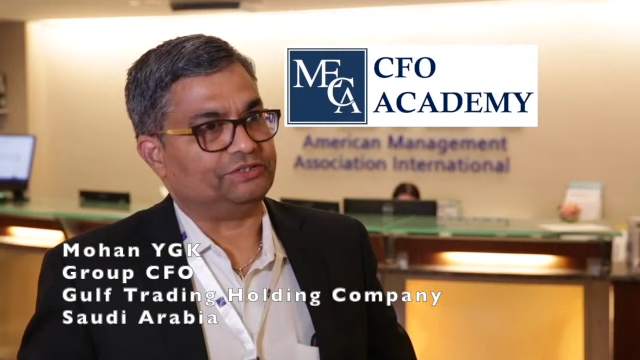 MECA
CFO
ACADEMY
American Management
Association International
Mohan YGK
Group CFO
Gulf Trading Holding Company
Saudi Arabia